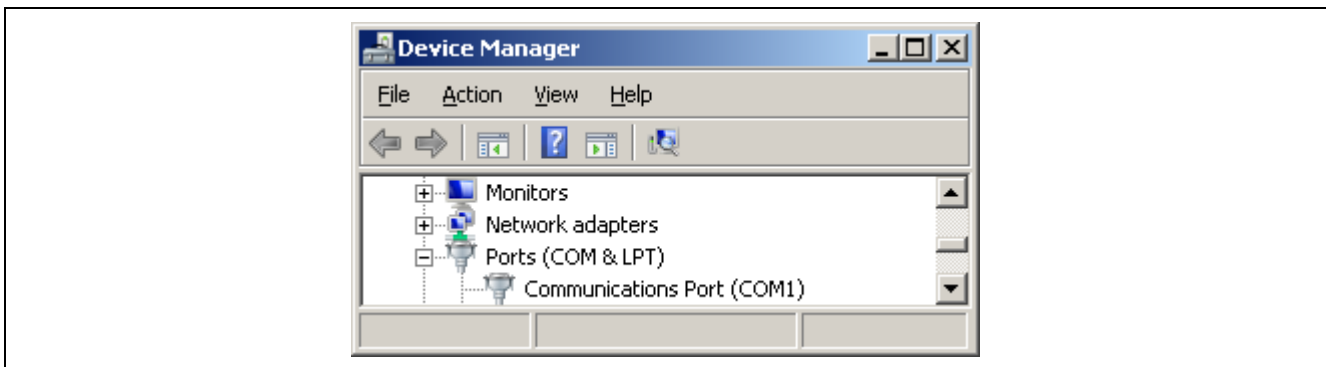 Device Manager
File Action View Help
Monitors
Network adapters
Ports (COM & LPT)
Communications Port (COM1)